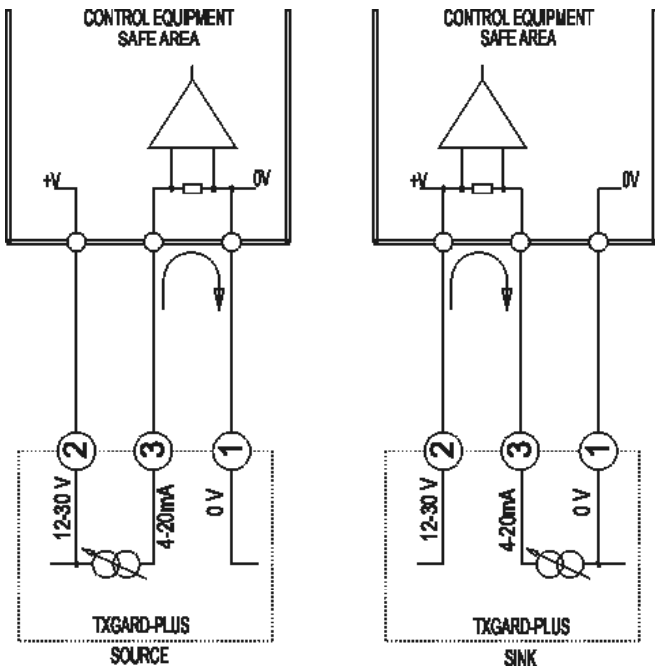 CONTROL EQUIPMENT
SAFE AREA
+V
0V
2
3
1
12-30 V
4-20mA
0 V
TXGARD-PLUS
SOURCE
CONTROL EQUIPMENT
SAFE AREA
+V
0V
2
3
1
12-30 V
4-20mA
0 V
TXGARD-PLUS
SINK